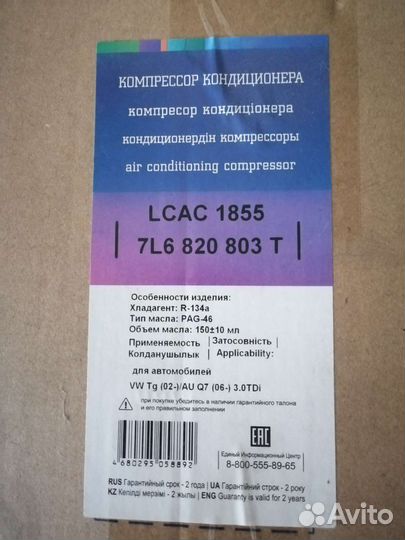 КОМПРЕССОР КОНДИЦИОНЕРА
компресор кондиціонера
кондиционердін компрессоры
air conditioning compressor
LCAC 1855
7L6 820 803 T
Особенности изделия:
Хладагент: R-134a
Тип масла: PAG-46
Объем масла: 150±10 мл
Применяемость | Затосовність
Колданушылык | Applicability:
для автомобилей
VW Tg (02-)/AU Q7 (06-) 3.0TDi
при покупке убедитесь в наличии гарантийного талона
и его правильном заполнении
4 680295 058892
EAC
Единый Информационный Центр
8-800-555-89-65
RUS Гарантийный срок - 2 года | UA Гарантійний строк - 2 року
KZ Кепілді мерзімі - 2 жылы | ENG Guaranty is valid for 2 years
Avito